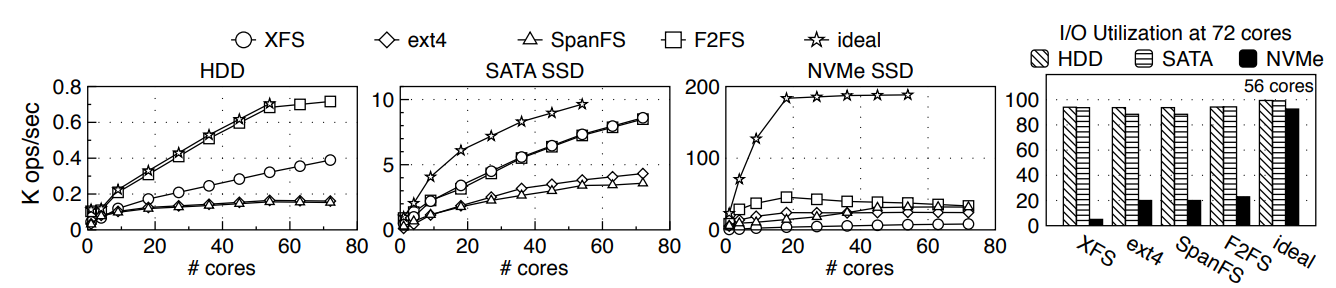 XFS ext4 SpanFS F2FS ideal
HDD
K ops/sec
0.8
0.6
0.4
0.2
0
0 20 40 60 80
# cores
SATA SSD
10
5
0
0 20 40 60 80
# cores
NVMe SSD
200
100
0
0 20 40 60 80
# cores
I/O Utilization at 72 cores
HDD SATA NVMe
56 cores
100
80
60
40
20
0
XFS
ext4
SpanFS
F2FS
ideal